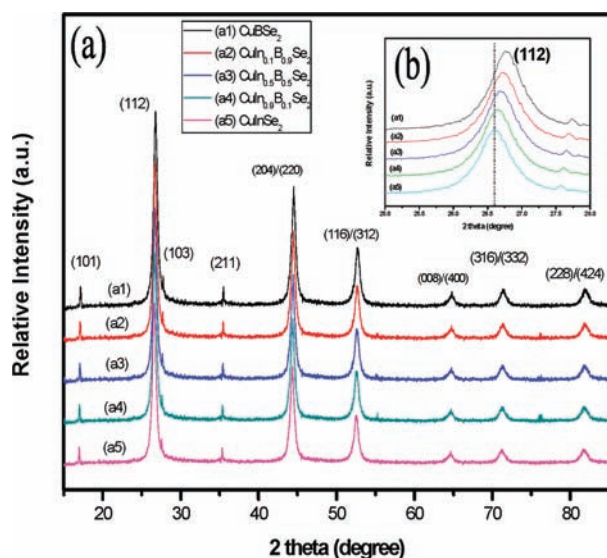 (a)
(a1) CuBSe₂
(a2) CuIn₀.₁B₀.₉Se₂
(a3) CuIn₀.₅B₀.₅Se₂
(a4) CuIn₀.₉B₀.₁Se₂
(a5) CuInSe₂
(b)
(112)
(a1)
(a2)
(a3)
(a4)
(a5)
Relative Intensity (a.u.)
2 theta (degree)
(101)
(112)
(103)
(211)
(204)/(220)
(116)/(312)
(008)/(400)
(316)/(332)
(228)/(424)
(a1)
(a2)
(a3)
(a4)
(a5)
Relative Intensity (a.u.)
20 30 40 50 60 70 80
2 theta (degree)